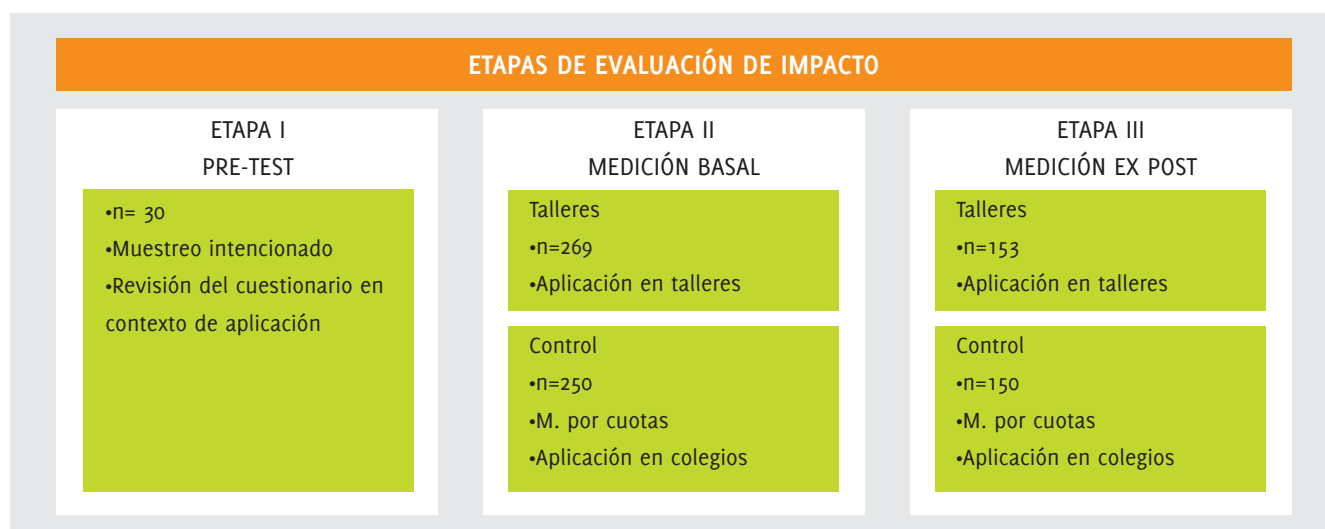 ETAPAS DE EVALUACIÓN DE IMPACTO
ETAPA I
PRE-TEST
•n= 30
•Muestreo intencionado
•Revisión del cuestionario en
contexto de aplicación
ETAPA II
MEDICIÓN BASAL
Talleres
•n=269
•Aplicación en talleres
Control
•n=250
•M. por cuotas
•Aplicación en colegios
ETAPA III
MEDICIÓN EX POST
Talleres
•n=153
•Aplicación en talleres
Control
•n=150
•M. por cuotas
•Aplicación en colegios